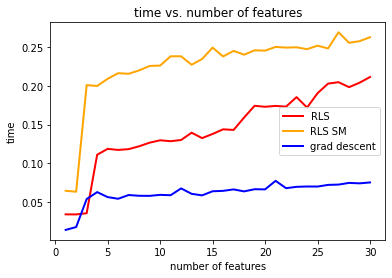 time vs. number of features
time
0.25
0.20
0.15
0.10
0.05
RLS
RLS SM
grad descent
0 5 10 15 20 25 30
number of features